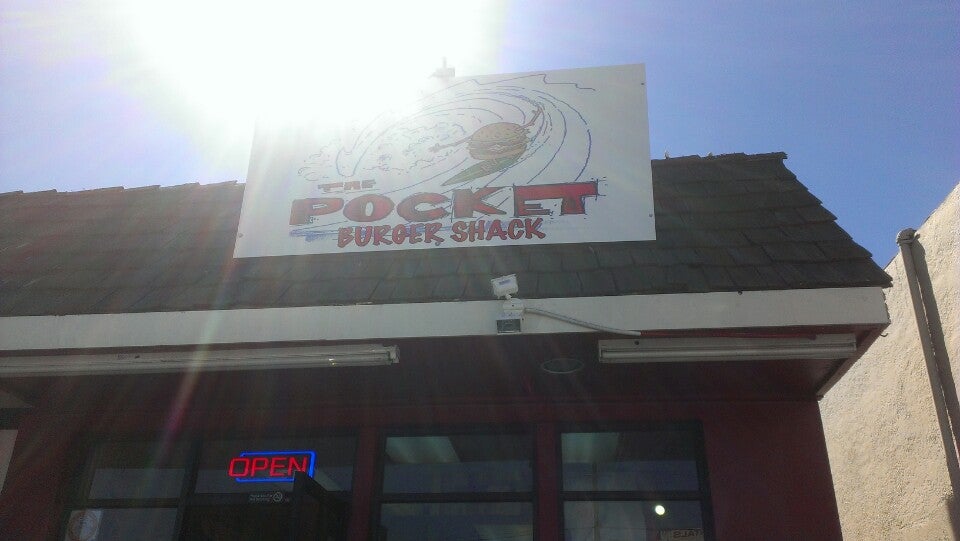 THE
POCKET
BURGER SHACK
OPEN